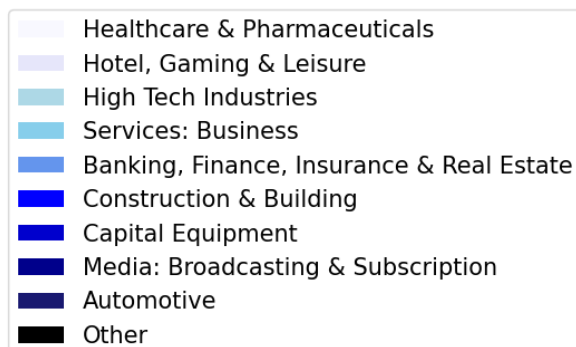 Healthcare & Pharmaceuticals
Hotel, Gaming & Leisure
High Tech Industries
Services: Business
Banking, Finance, Insurance & Real Estate
Construction & Building
Capital Equipment
Media: Broadcasting & Subscription
Automotive
Other